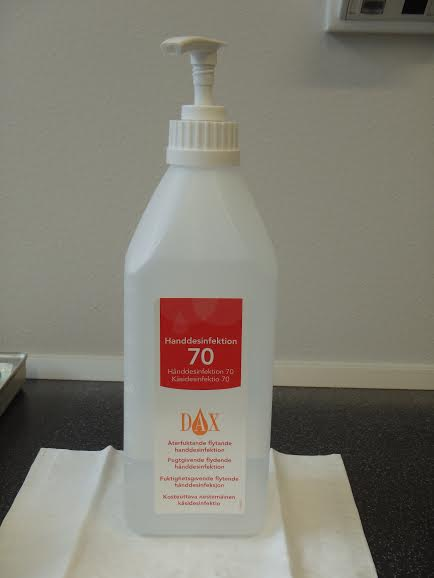 Handdesinfektion
70
Hånddesinfektion 70
Käsidesinfektio 70
DAX
Återfuktande flytande
handdesinfektion
Fugtgivende flydende
hånddesinfektion
Fuktighetsgivende flytende
hånddesinfeksjon
Kosteuttava nestemäinen
käsidesinfektio